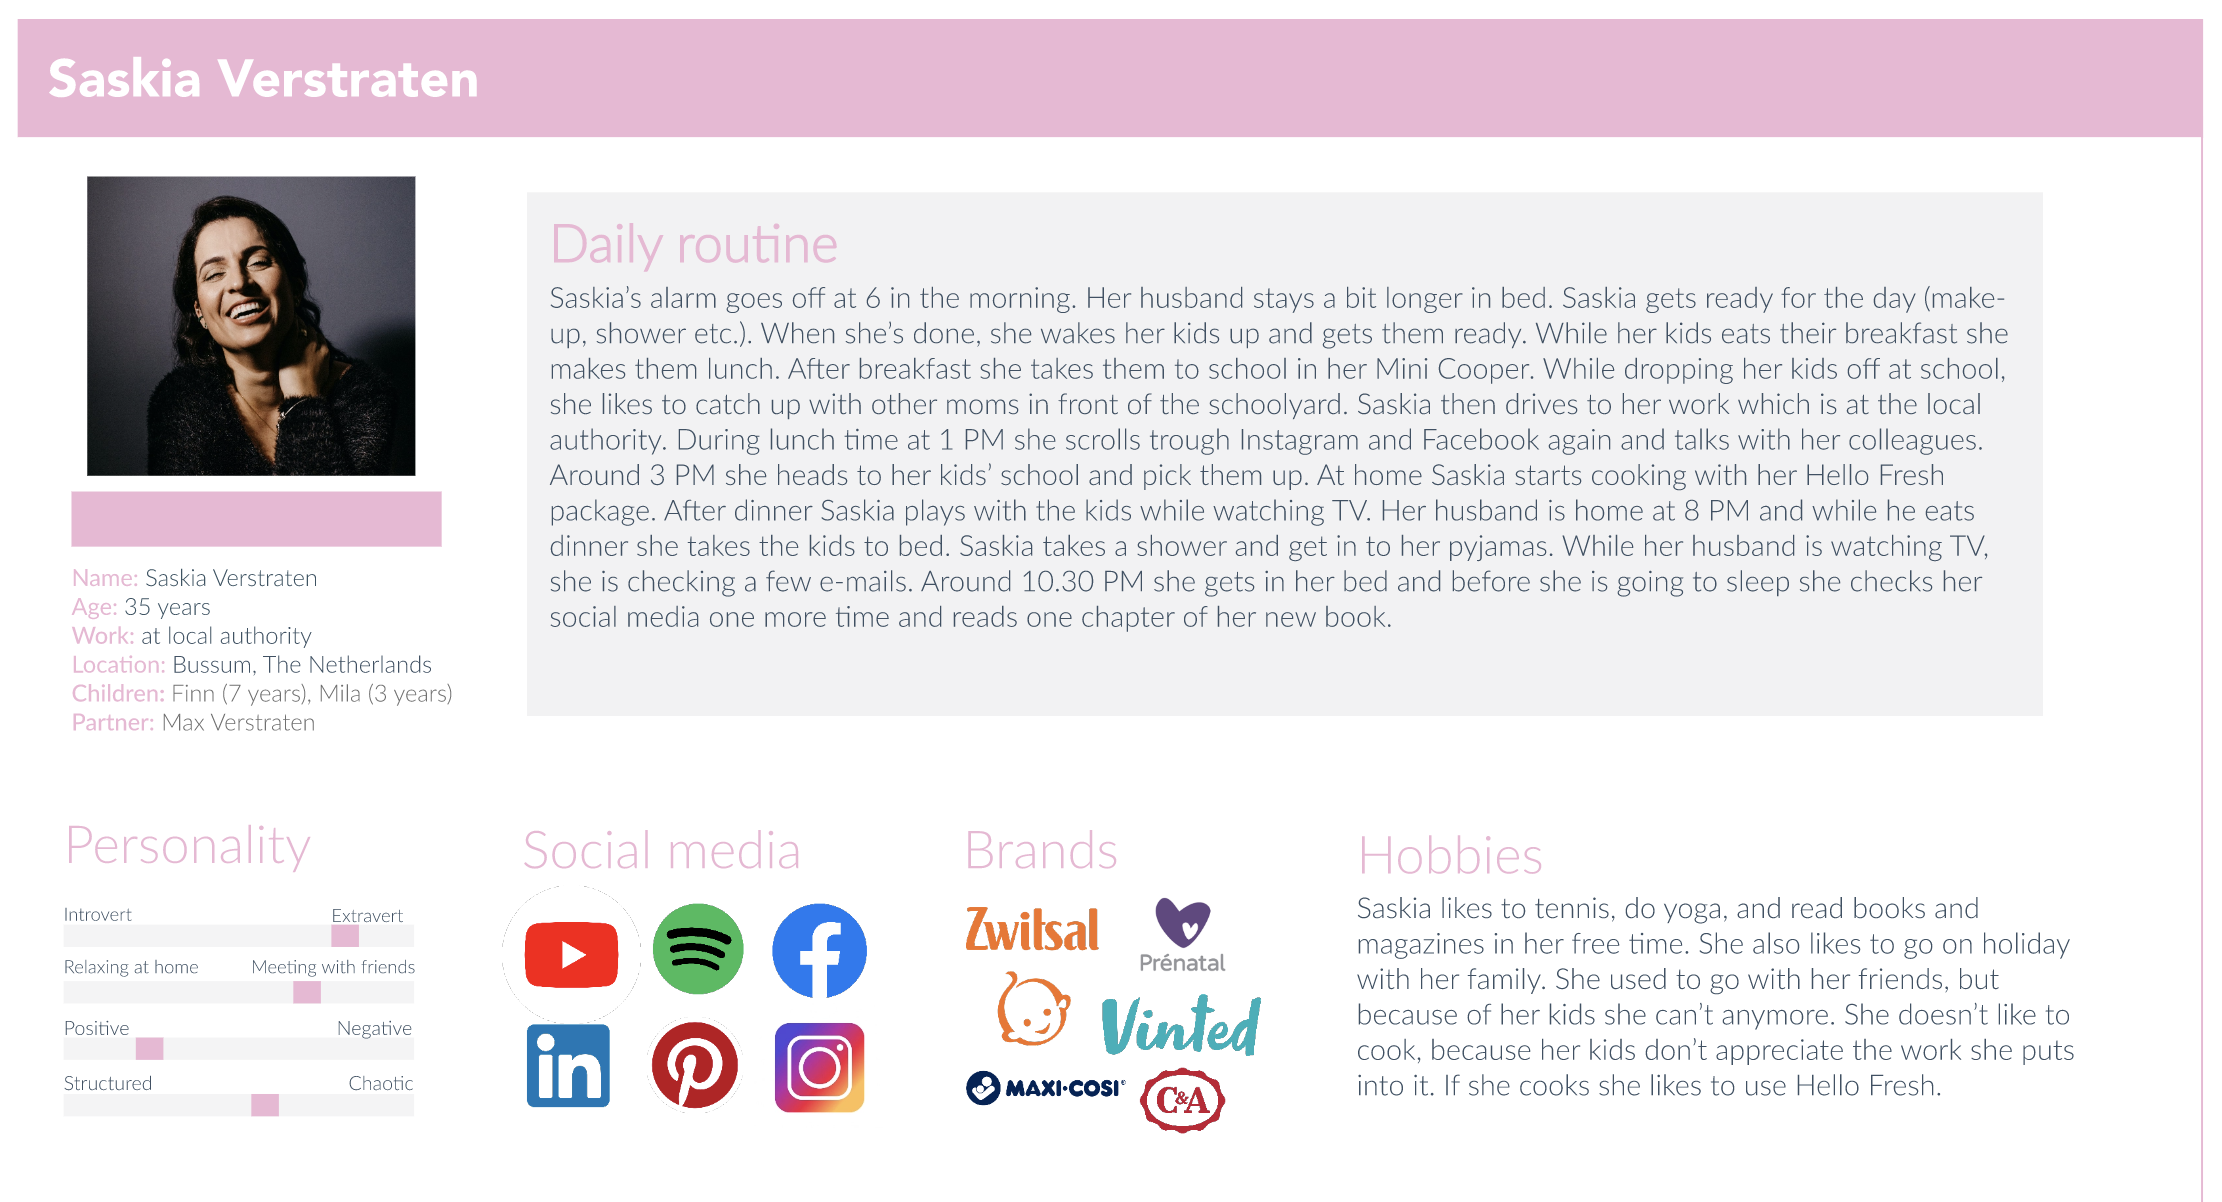 Saskia Verstraten
Daily routine
Saskia's alarm goes off at 6 in the morning. Her husband stays a bit longer in bed. Saskia gets ready for the day (make-
up, shower etc.). When she's done, she wakes her kids up and gets them ready. While her kids eats their breakfast she
makes them lunch. After breakfast she takes them to school in her Mini Cooper. While dropping her kids off at school,
she likes to catch up with other moms in front of the schoolyard. Saskia then drives to her work which is at the local
authority. During lunch time at 1 PM she scrolls trough Instagram and Facebook again and talks with her colleagues.
Around 3 PM she heads to her kids' school and pick them up. At home Saskia starts cooking with her Hello Fresh
package. After dinner Saskia plays with the kids while watching TV. Her husband is home at 8 PM and while he eats
dinner she takes the kids to bed. Saskia takes a shower and get in to her pyjamas. While her husband is watching TV,
she is checking a few e-mails. Around 10.30 PM she gets in her bed and before she is going to sleep she checks her
social media one more time and reads one chapter of her new book.
Name: Saskia Verstraten
Age: 35 years
Work: at local authority
Location: Bussum, The Netherlands
Children: Finn (7 years), Mila (3 years)
Partner: Max Verstraten
Personality
Introvert Extravert
Relaxing at home Meeting with friends
Positive Negative
Structured Chaotic
Social media
in
Brands
Zwitsal
Prénatal
Vinted
MAXI·COSI®
C&A
Hobbies
Saskia likes to tennis, do yoga, and read books and
magazines in her free time. She also likes to go on holiday
with her family. She used to go with her friends, but
because of her kids she can't anymore. She doesn't like to
cook, because her kids don't appreciate the work she puts
into it. If she cooks she likes to use Hello Fresh.